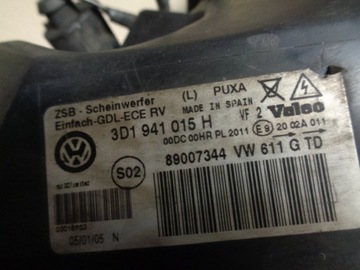 ZSB - Scheinwerfer (L) PUXA
Einfach-GDL-ECE RV MADE IN SPAIN VF 2 Valeo
3D1 941 015 H
00DC 00HR PL 2011 E9 20 02A 011
S02
89007344 VW 611 G TD
05/01/05 N